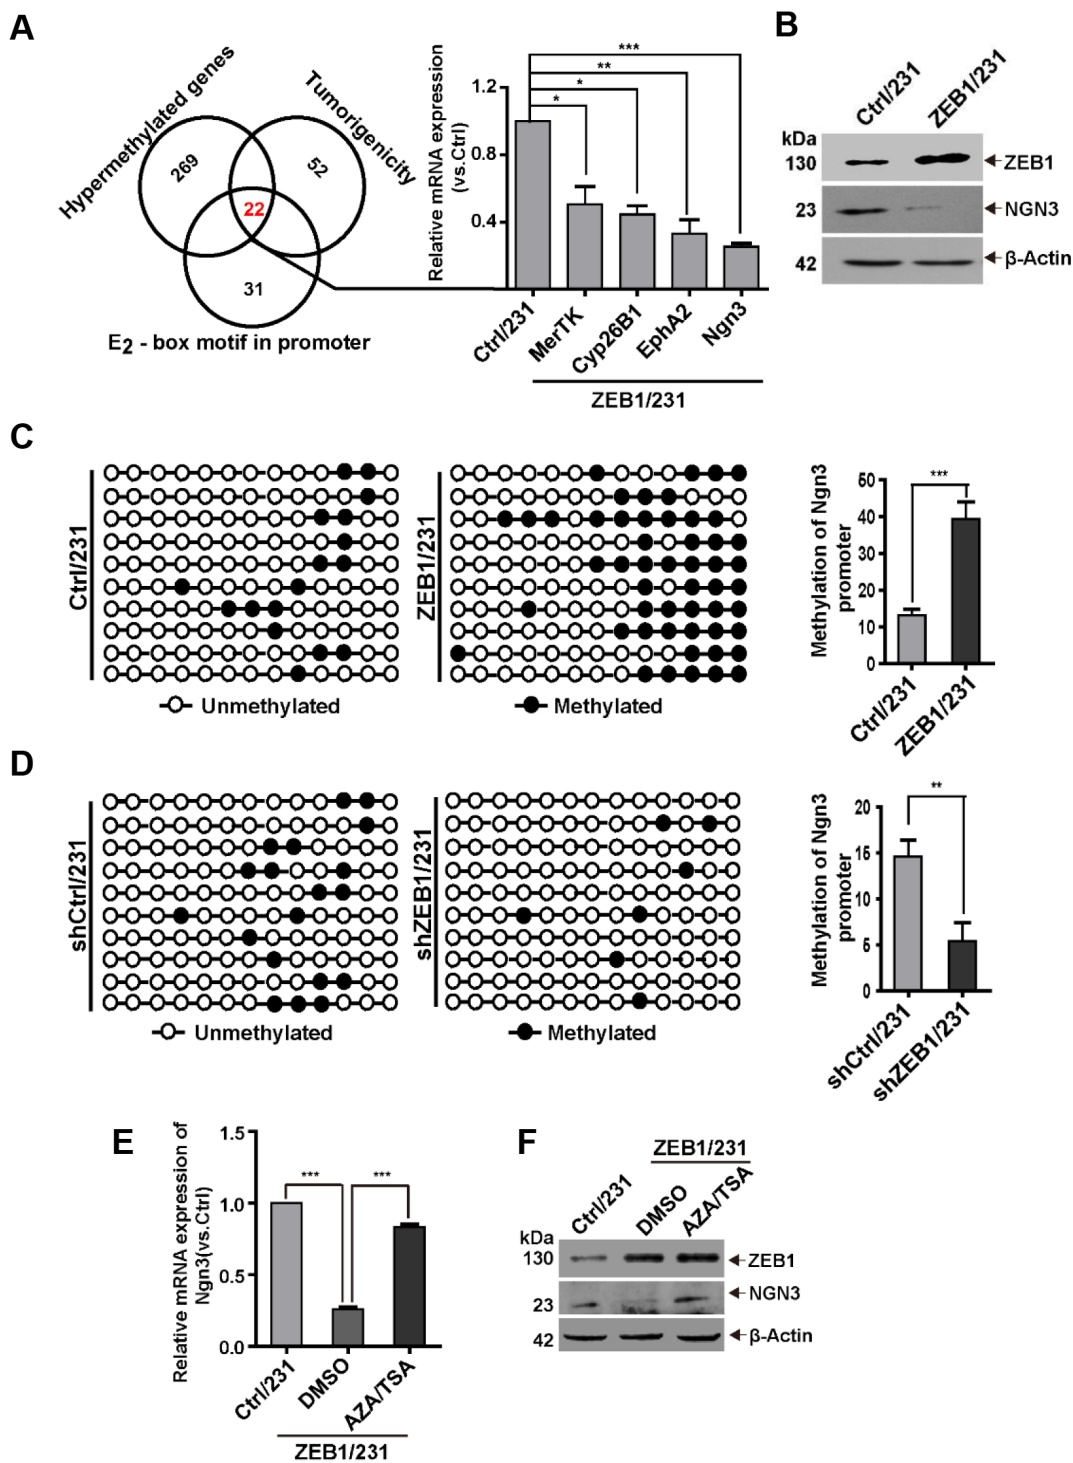 A
Hypermethylated genes
Tumorigenicity
269
52
22
31
E2 - box motif in promoter
Relative mRNA expression
(vs.Ctrl)
1.2
0.8
0.4
*
*
**
***
Ctrl/231
MerTK
Cyp26B1
EphA2
Ngn3
ZEB1/231
B
Ctrl/231
ZEB1/231
kDa
130
ZEB1
23
NGN3
42
β-Actin
C
Ctrl/231
ZEB1/231
Unmethylated
Methylated
Methylation of Ngn3
promoter
50
40
30
20
10
0
***
Ctrl/231
ZEB1/231
D
shCtrl/231
shZEB1/231
Unmethylated
Methylated
Methylation of Ngn3
promoter
20
15
10
5
0
**
shCtrl/231
shZEB1/231
E
Relative mRNA expression of
Ngn3(vs.Ctrl)
1.5
1.0
0.5
0.0
***
***
Ctrl/231
DMSO
AZA/TSA
ZEB1/231
F
ZEB1/231
Ctrl/231
DMSO
AZA/TSA
kDa
130
ZEB1
23
NGN3
42
β-Actin